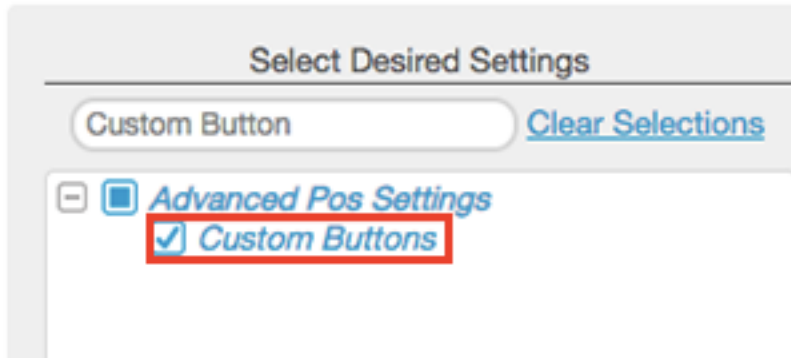 Select Desired Settings
Custom Button Clear Selections
Advanced Pos Settings
Custom Buttons